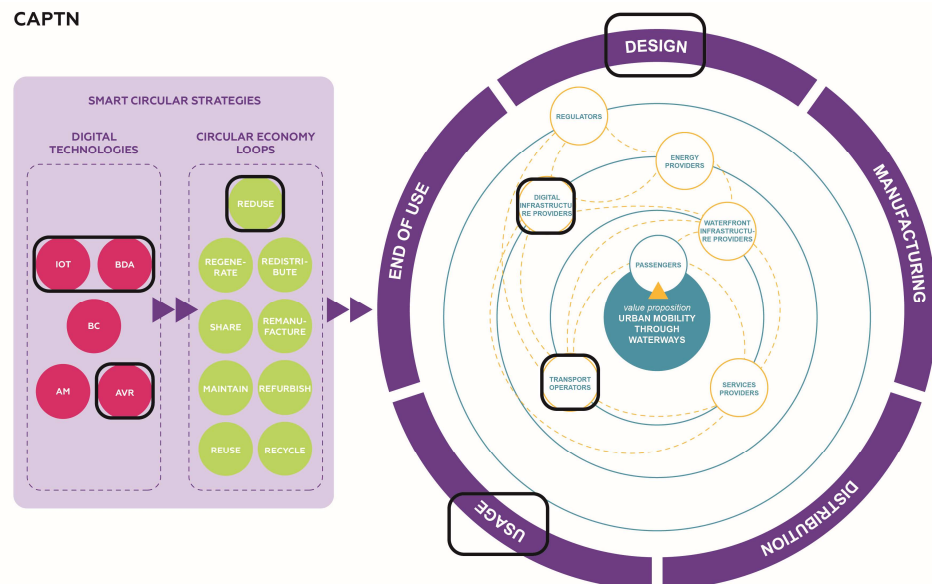 CAPTN
SMART CIRCULAR STRATEGIES
DIGITAL
TECHNOLOGIES
CIRCULAR ECONOMY
LOOPS
IOT
BDA
BC
AM
AVR
REDUSE
REGENE-
RATE
REDISTRI-
BUTE
SHARE
REMANU-
FACTURE
MAINTAIN
REFURBISH
REUSE
RECYCLE
DESIGN
MANUFACTURING
DISTRIBUTION
USAGE
END OF USE
REGULATORS
ENERGY
PROVIDERS
DIGITAL
INFRASTRUCTU-
RE PROVIDERS
WATERFRONT
INFRASTRUCTU-
RE PROVIDERS
PASSENGERS
value proposition
URBAN MOBILITY
THROUGH
WATERWAYS
TRANSPORT
OPERATORS
SERVICES
PROVIDERS